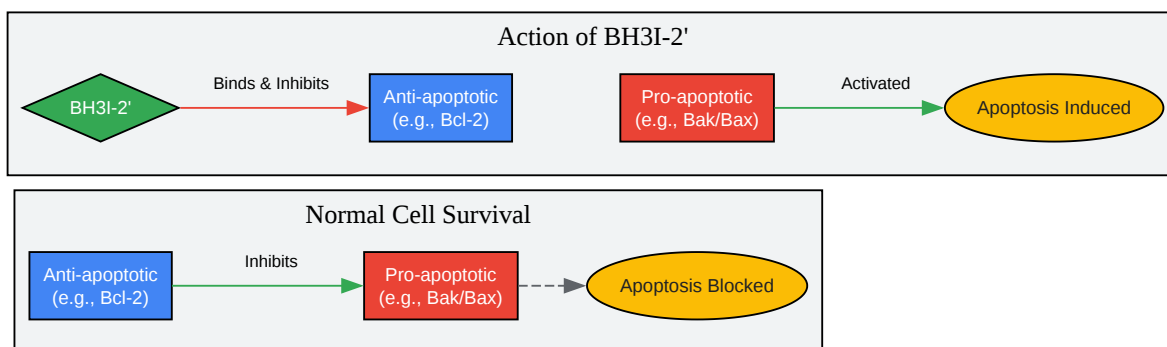 Action of BH3I-2'
BH3I-2'
Binds & Inhibits
Anti-apoptotic
(e.g., Bcl-2)
Pro-apoptotic
(e.g., Bak/Bax)
Activated
Apoptosis Induced
Normal Cell Survival
Anti-apoptotic
(e.g., Bcl-2)
Inhibits
Pro-apoptotic
(e.g., Bak/Bax)
Apoptosis Blocked